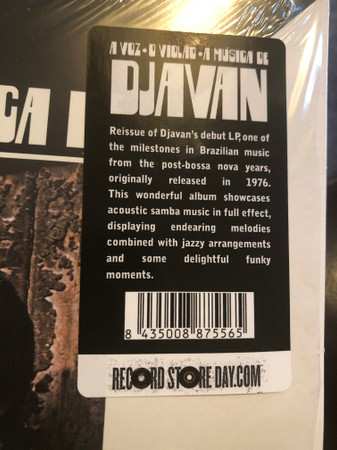 A VOZ • O VIOLÃO • A MÚSICA DE
DJAVAN
Reissue of Djavan's debut LP, one of
the milestones in Brazilian music
from the post-bossa nova years,
originally released in 1976.
This wonderful album showcases
acoustic samba music in full effect,
displaying endearing melodies
combined with jazzy arrangements
and some delightful funky
moments.
8 435008 875565
RECORD STORE DAY.COM